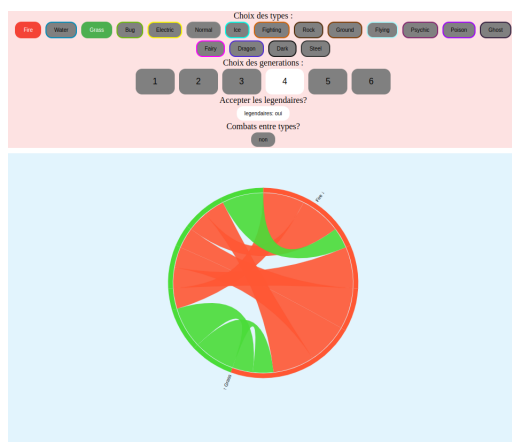 Choix des types :
Fire Water Grass Bug Electric Normal Ice Fighting Rock Ground Flying Psychic Poison Ghost
Fairy Dragon Dark Steel
Choix des generations :
1 2 3 4 5 6
Accepter les legendaires?
legendaires: oui
Combats entre types?
non
Fire
Grass